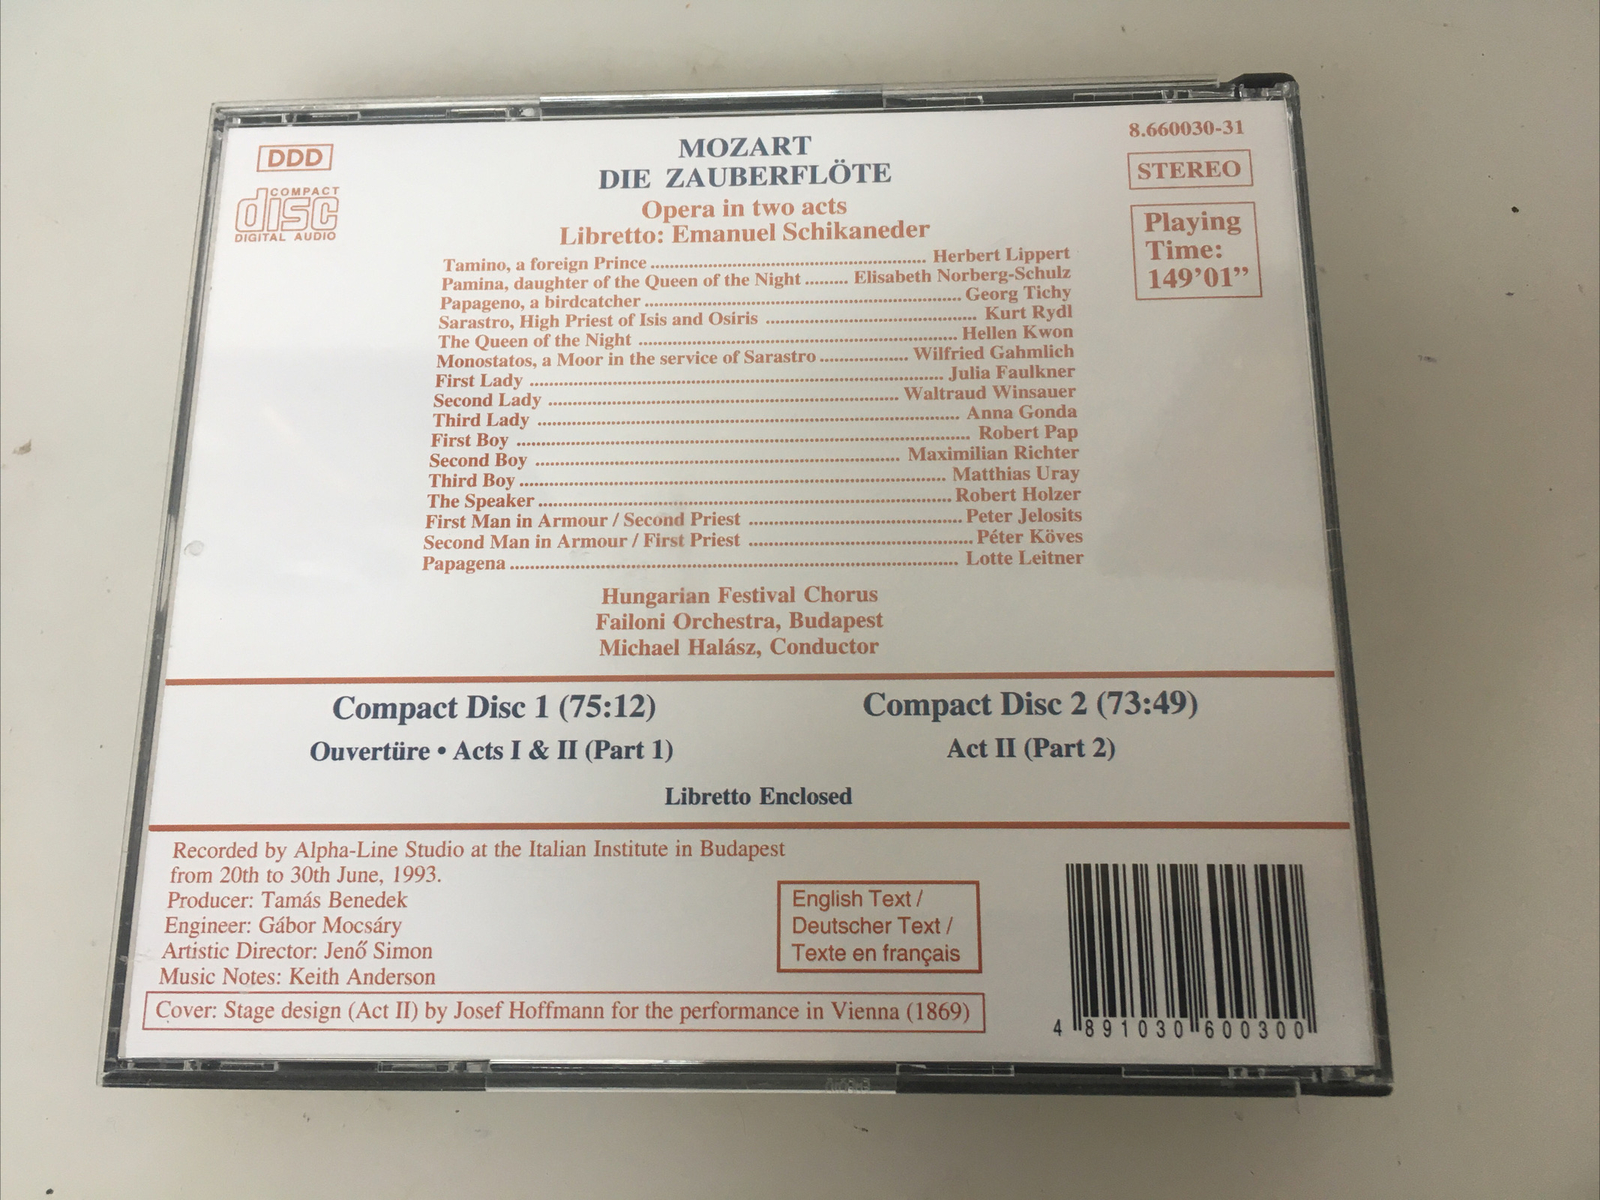 DDD
COMPACT
disc
DIGITAL AUDIO
MOZART
DIE ZAUBERFLÖTE
Opera in two acts
Libretto: Emanuel Schikaneder
8.660030-31
STEREO
Playing
Time:
149'01”
Tamino, a foreign Prince ........ Herbert Lippert
Pamina, daughter of the Queen of the Night ........ Elisabeth Norberg-Schulz
Papageno, a birdcatcher ........ Georg Tichy
Sarastro, High Priest of Isis and Osiris ........ Kurt Rydl
The Queen of the Night ........ Hellen Kwon
Monostatos, a Moor in the service of Sarastro ........ Wilfried Gahmlich
First Lady ........ Julia Faulkner
Second Lady ........ Waltraud Winsauer
Third Lady ........ Anna Gonda
First Boy ........ Robert Pap
Second Boy ........ Maximilian Richter
Third Boy ........ Matthias Uray
The Speaker ........ Robert Holzer
First Man in Armour / Second Priest ........ Peter Jelosits
Second Man in Armour / First Priest ........ Péter Köves
Papagena ........ Lotte Leitner
Hungarian Festival Chorus
Failoni Orchestra, Budapest
Michael Halász, Conductor
Compact Disc 1 (75:12)
Ouvertüre • Acts I & II (Part 1)
Compact Disc 2 (73:49)
Act II (Part 2)
Libretto Enclosed
Recorded by Alpha-Line Studio at the Italian Institute in Budapest
from 20th to 30th June, 1993.
Producer: Tamás Benedek
Engineer: Gábor Mocsáry
Artistic Director: Jenő Simon
Music Notes: Keith Anderson
Cover: Stage design (Act II) by Josef Hoffmann for the performance in Vienna (1869)
English Text /
Deutscher Text /
Texte en français
4 891030 600300